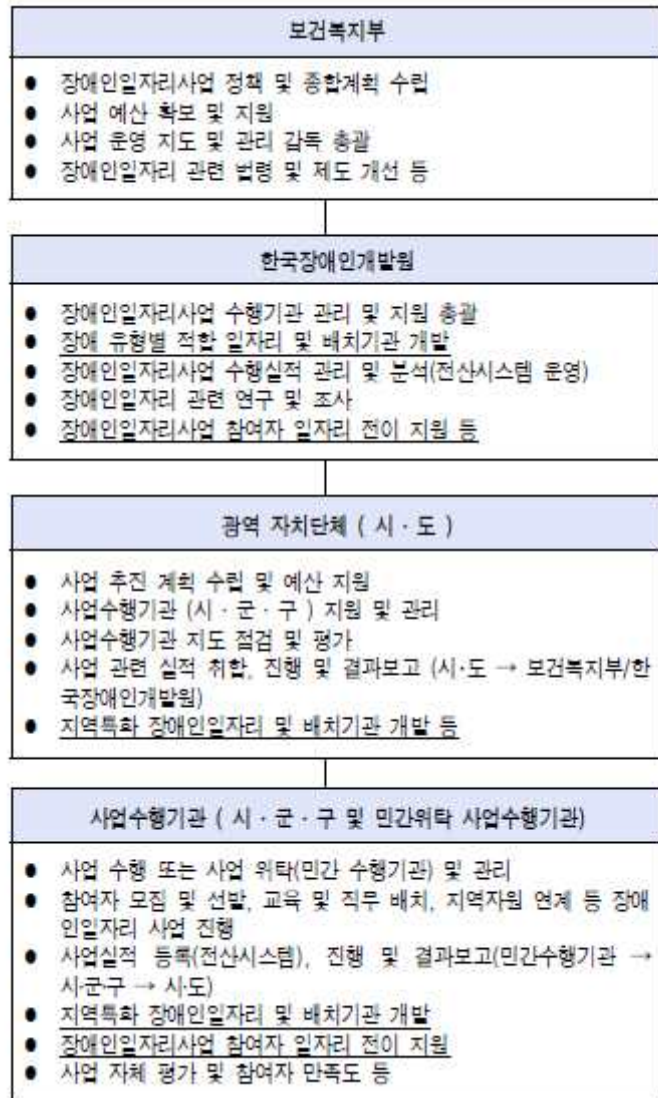 보건복지부
● 장애인일자리사업 정책 및 종합계획 수립
● 사업 예산 확보 및 지원
● 사업 운영 지도 및 관리 감독 총괄
● 장애인일자리 관련 법령 및 제도 개선 등
한국장애인개발원
● 장애인일자리사업 수행기관 관리 및 지원 총괄
● 장애 유형별 적합 일자리 및 배치기관 개발
● 장애인일자리사업 수행실적 관리 및 분석(전산시스템 운영)
● 장애인일자리 관련 연구 및 조사
● 장애인일자리사업 참여자 일자리 전이 지원 등
광역 자치단체 ( 시 · 도 )
● 사업 추진 계획 수립 및 예산 지원
● 사업수행기관 (시 · 군 · 구 ) 지원 및 관리
● 사업수행기관 지도 점검 및 평가
● 사업 관련 실적 취합, 진행 및 결과보고 (시·도 → 보건복지부/한
국장애인개발원)
● 지역특화 장애인일자리 및 배치기관 개발 등
사업수행기관 ( 시 · 군 · 구 및 민간위탁 사업수행기관)
● 사업 수행 또는 사업 위탁(민간 수행기관) 및 관리
● 참여자 모집 및 선발, 교육 및 직무 배치, 지역자원 연계 등 장애
인일자리 사업 진행
● 사업실적 등록(전산시스템), 진행 및 결과보고(민간수행기관 →
시·군·구 → 시·도)
● 지역특화 장애인일자리 및 배치기관 개발
● 장애인일자리사업 참여자 일자리 전이 지원
● 사업 자체 평가 및 참여자 만족도 등